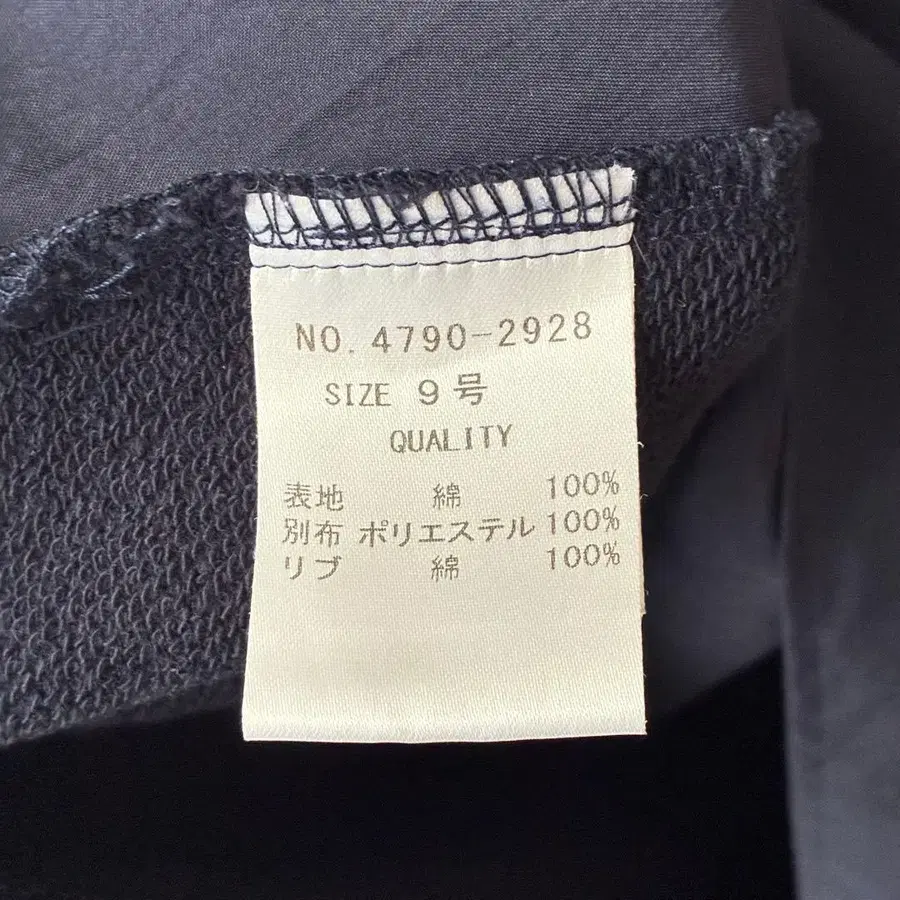 NO. 4790-2928
SIZE 9号
QUALITY
表地 綿 100%
別布 ポリエステル 100%
リブ 綿 100%